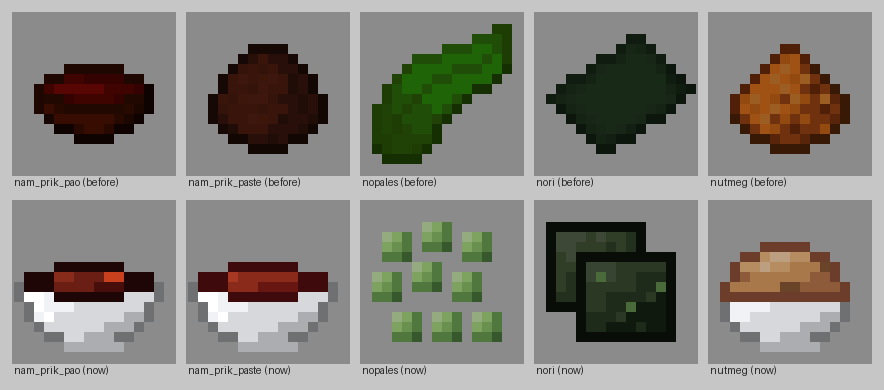 nam_prik_pao (before)
nam_prik_paste (before)
nopales (before)
nori (before)
nutmeg (before)
nam_prik_pao (now)
nam_prik_paste (now)
nopales (now)
nori (now)
nutmeg (now)